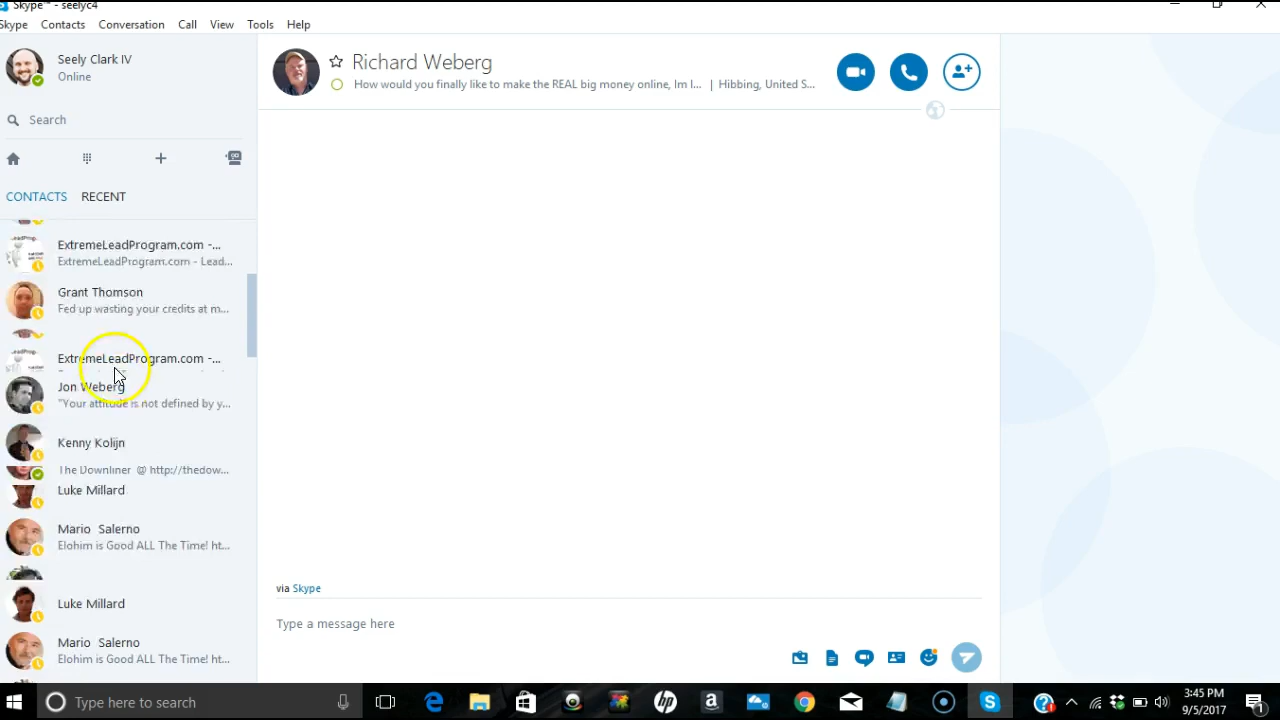 Skype™ - seelyc4
Skype Contacts Conversation Call View Tools Help
Seely Clark IV
Online
Search
CONTACTS RECENT
ExtremeLeadProgram.com -...
ExtremeLeadProgram.com - Lead...
Grant Thomson
Fed up wasting your credits at m...
ExtremeLeadProgram.com -...
Jon Weberg
"Your attitude is not defined by y...
Kenny Kolijn
The Downliner @ http://thedow...
Luke Millard
Mario Salerno
Elohim is Good ALL The Time! ht...
Luke Millard
Mario Salerno
Elohim is Good ALL The Time! ht...
Richard Weberg
How would you finally like to make the REAL big money online, Im I... | Hibbing, United S...
via Skype
Type a message here
Type here to search
3:45 PM
9/5/2017